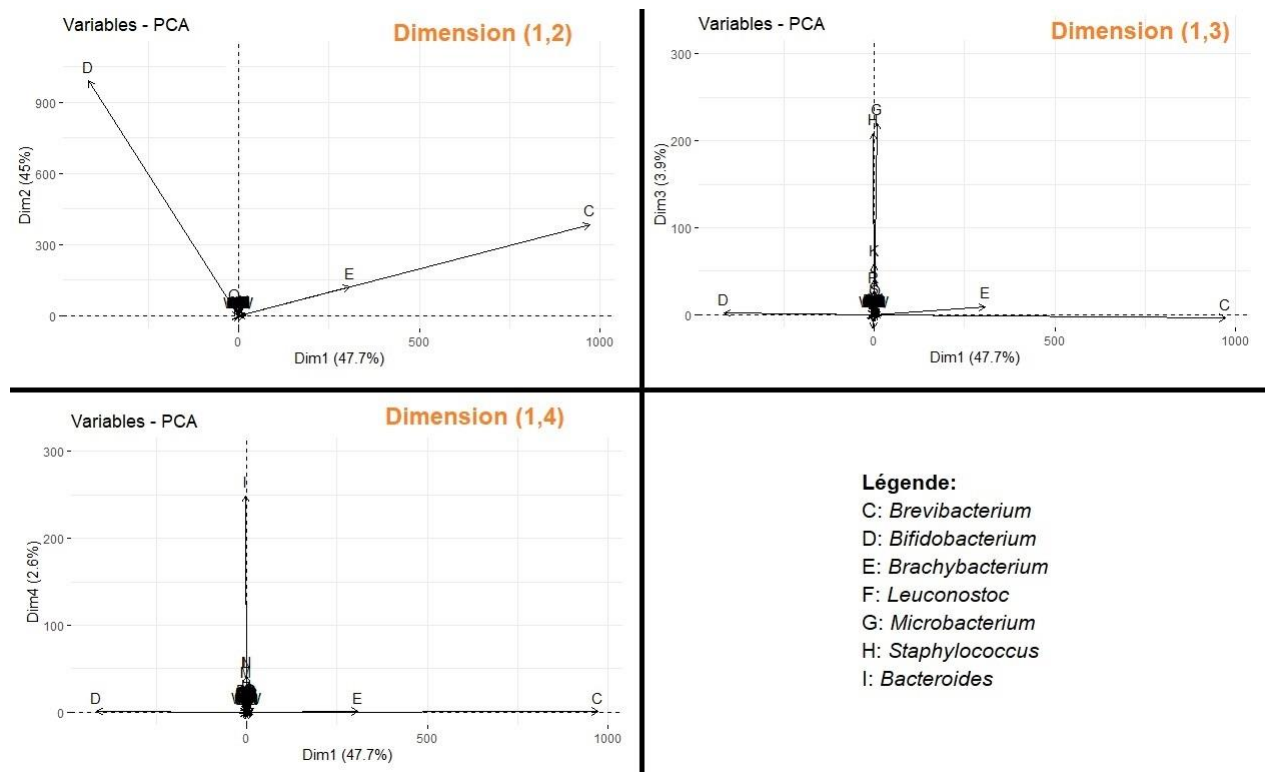 Variables - PCA
Dimension (1,2)
D
900
600
300
0
Dim2 (45%)
C
E
0
500
1000
Dim1 (47.7%)
Variables - PCA
Dimension (1,3)
300
200
100
0
Dim3 (3.9%)
G
H
K
D
E
C
0
500
1000
Dim1 (47.7%)
Variables - PCA
Dimension (1,4)
300
200
100
0
Dim4 (2.6%)
I
D
E
C
0
500
1000
Dim1 (47.7%)
Légende:
C: Brevibacterium
D: Bifidobacterium
E: Brachybacterium
F: Leuconostoc
G: Microbacterium
H: Staphylococcus
I: Bacteroides